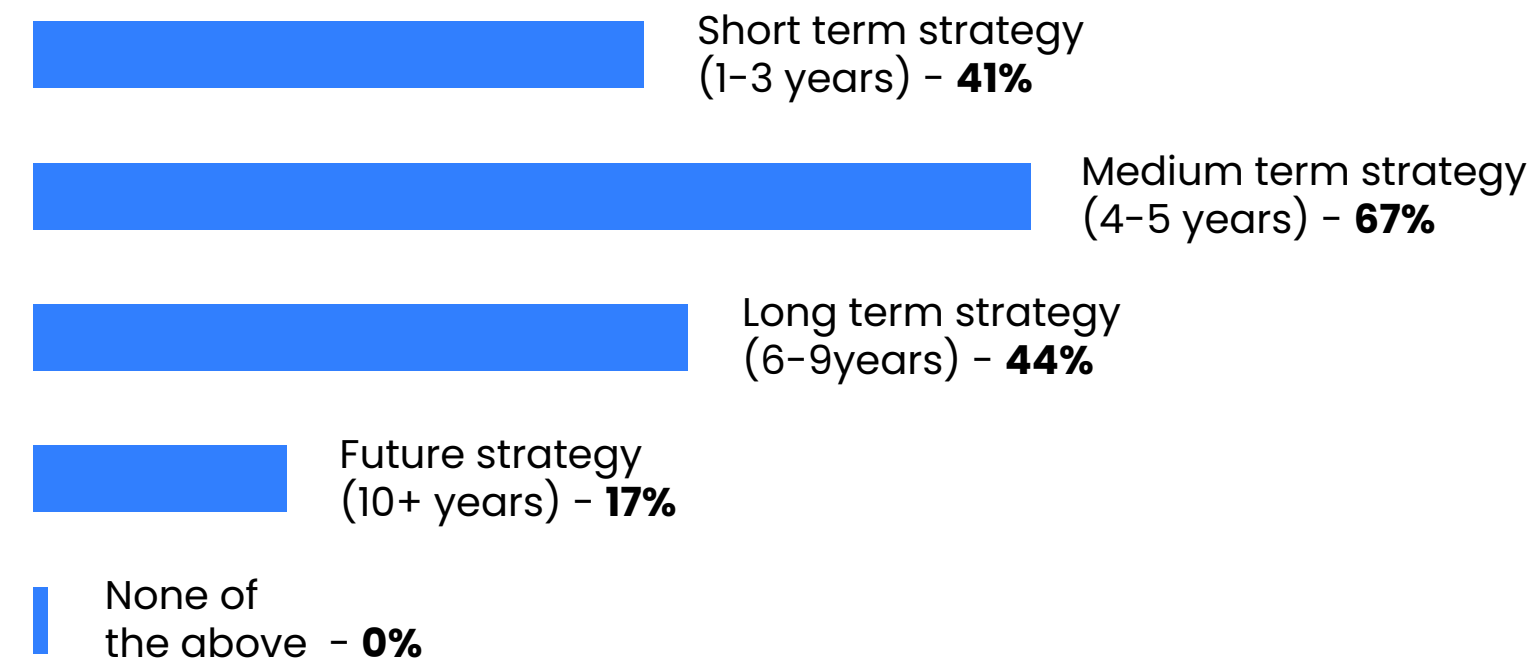 Short term strategy
(1-3 years) - 41%
Medium term strategy
(4-5 years) - 67%
Long term strategy
(6-9years) - 44%
Future strategy
(10+ years) - 17%
None of
the above - 0%